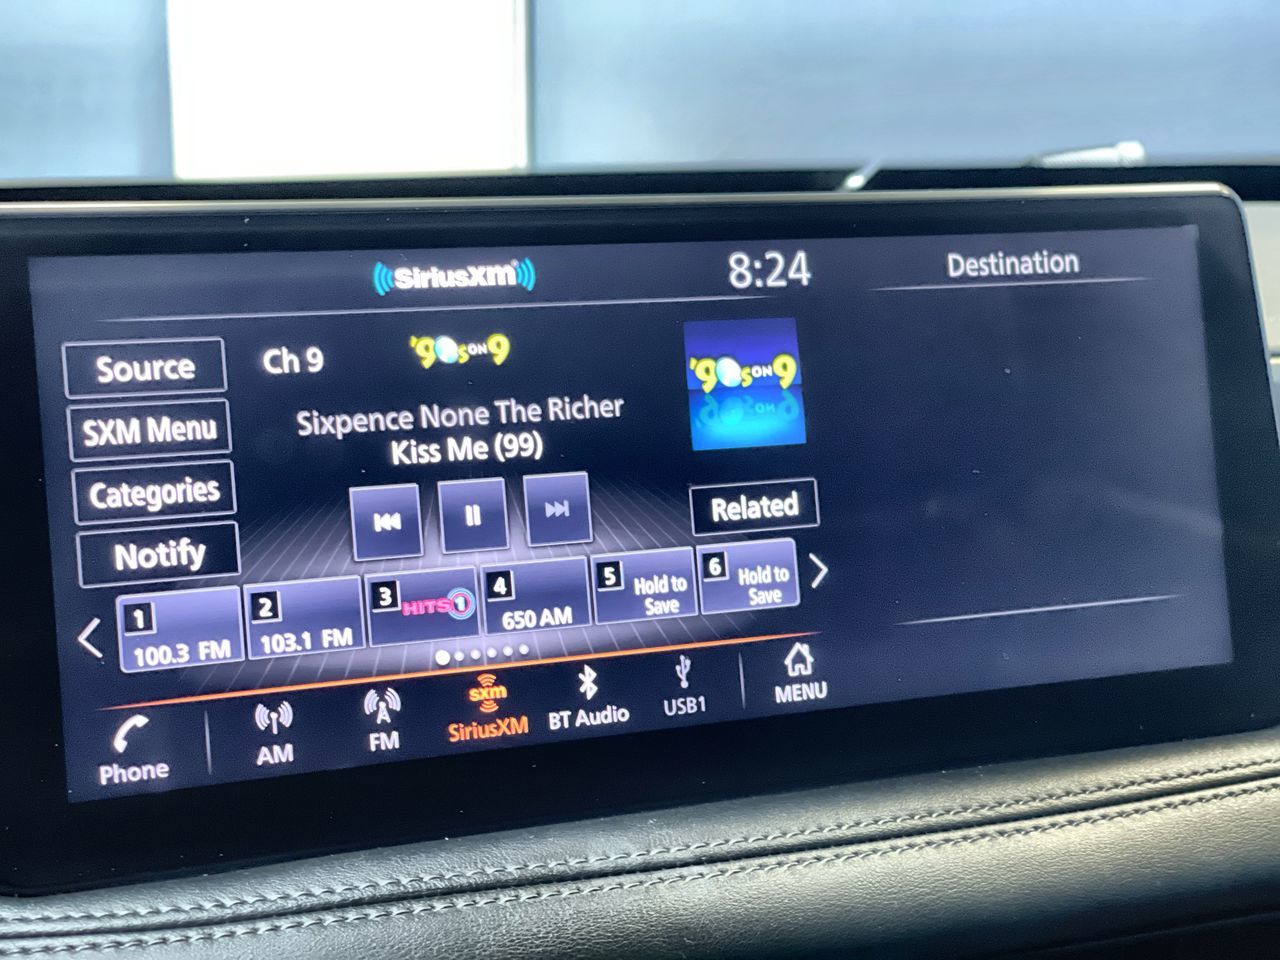 SiriusXM
8:24
Destination
Source
Ch 9
'90s ON 9
'90s ON 9
SXM Menu
Sixpence None The Richer
Kiss Me (99)
Categories
Related
Notify
1 100.3 FM
2 103.1 FM
3 HITS 1
4 650 AM
5 Hold to Save
6 Hold to Save
Phone
AM
FM
sxm
SiriusXM
BT Audio
USB1
MENU